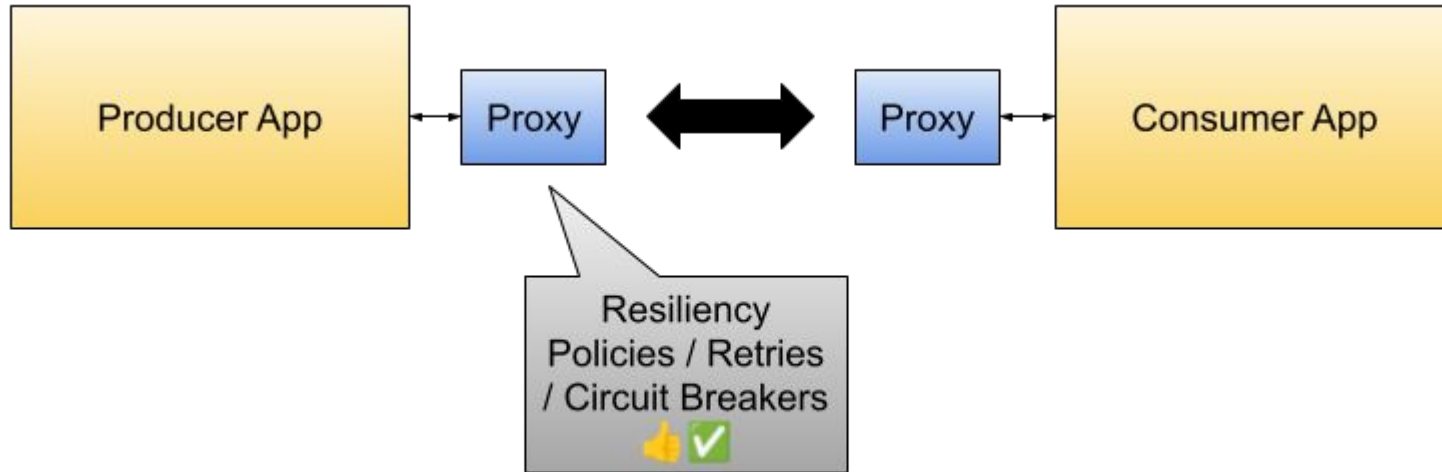 Producer App
Proxy
Proxy
Consumer App
Resiliency
Policies / Retries
/ Circuit Breakers
👍✅